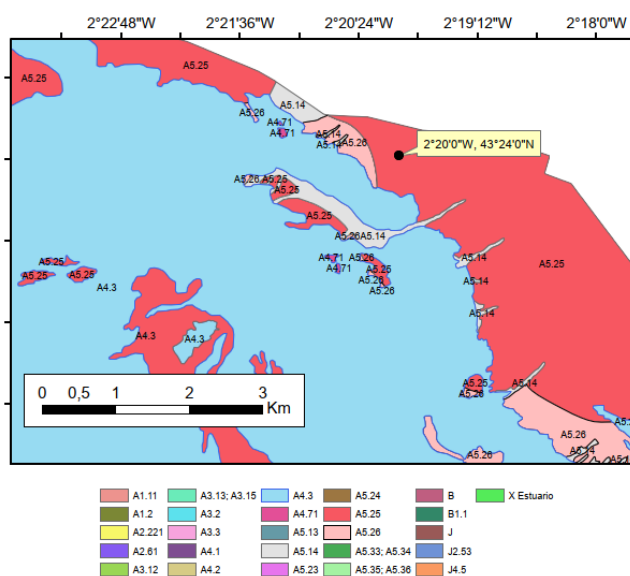 2°22'48"W 2°21'36"W 2°20'24"W 2°19'12"W 2°18'0"W
A5.25
A5.25
A5.14
A5.26
A4.71
A4.71
A5.14
A5.14
A5.26
2°20'0"W, 43°24'0"N
A5.26 A5.25
A5.25
A5.25
A5.26 A5.14
A4.71 A5.26
A4.71 A5.25
A5.26
A5.26
A5.14
A5.25
A5.14
A5.14
A5.25
A5.25 A5.25
A4.3
A4.3 A4.3
A5.25 A5.14
A5.26
A5.26
A5.14
A5.26
0 0,5 1 2 3
Km
A1.11 A3.13; A3.15 A4.3 A5.24 B X Estuario
A1.2 A3.2 A4.71 A5.25 B1.1
A2.221 A3.3 A5.13 A5.26 J
A2.61 A4.1 A5.14 A5.33; A5.34 J2.53
A3.12 A4.2 A5.23 A5.35; A5.36 J4.5